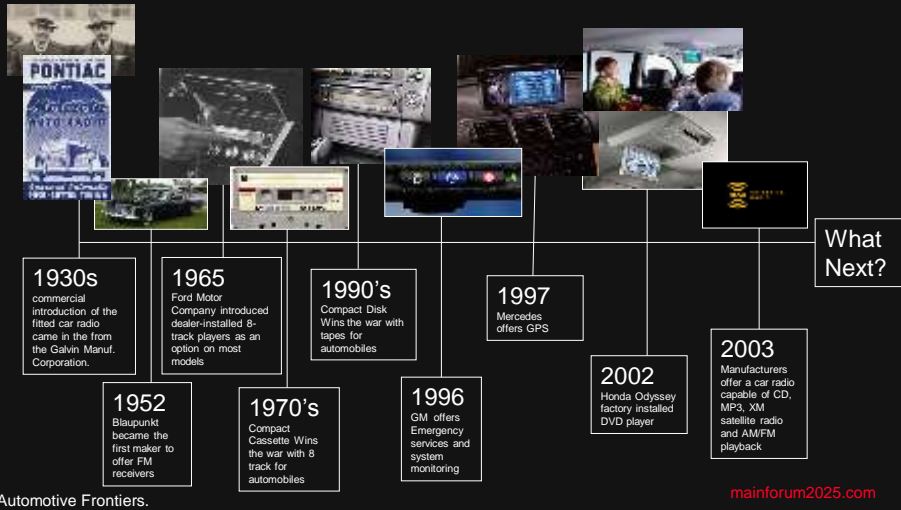 PONTIAC
AUTO RADIO
What
Next?
1930s
commercial
introduction of the
fitted car radio
came in the from
the Galvin Manuf.
Corporation.
1952
Blaupunkt
became the
first maker to
offer FM
receivers
1965
Ford Motor
Company introduced
dealer-installed 8-
track players as an
option on most
models
1970's
Compact
Cassette Wins
the war with 8
track for
automobiles
1990's
Compact Disk
Wins the war with
tapes for
automobiles
1996
GM offers
Emergency
services and
system
monitoring
1997
Mercedes
offers GPS
2002
Honda Odyssey
factory installed
DVD player
2003
Manufacturers
offer a car radio
capable of CD,
MP3, XM
satellite radio
and AM/FM
playback
Automotive Frontiers.
mainforum2025.com